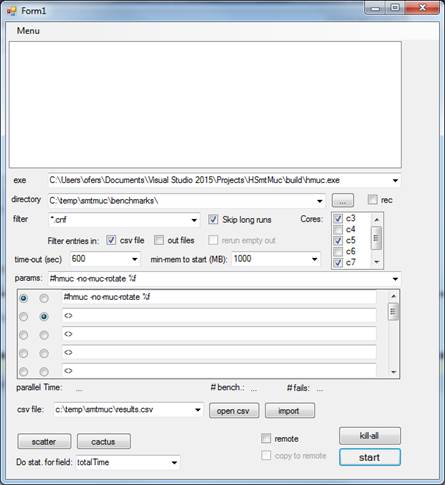 Form1
Menu
exe C:\Users\ofers\Documents\Visual Studio 2015\Projects\HSmtMuc\build\hmuc.exe
directory C:\temp\smtmuc\benchmarks\ ... rec
filter *.cnf Skip long runs Cores: c3
c4
c5
c6
c7
Filter entries in: csv file out files rerun empty out
time-out (sec) 600 min-mem to start (MB): 1000
params: #hmuc -no-muc-rotate %f
#hmuc -no-muc-rotate %f
<>
<>
<>
<>
parallel Time: ... # bench.: ... # fails: ...
csv file: c:\temp\smtmuc\results.csv open csv import
scatter cactus remote kill-all
Do stat. for field: totalTime copy to remote start